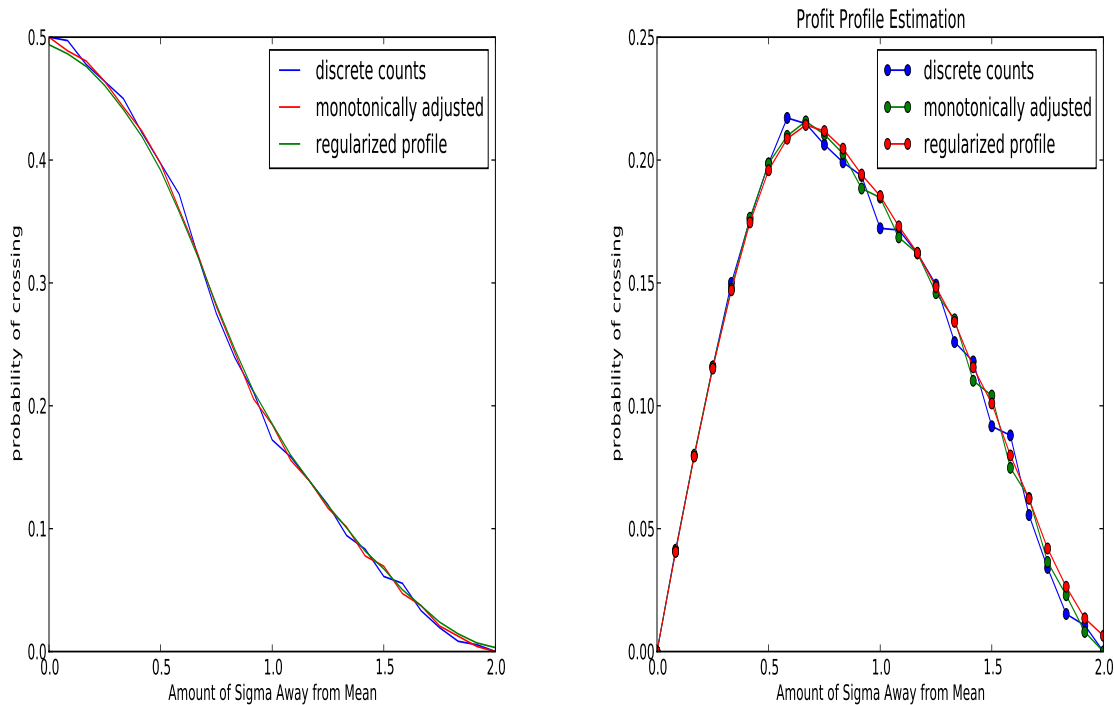 0.5
0.4
0.3
0.2
0.1
0.0
0.0
0.5
1.0
1.5
2.0
probability of crossing
Amount of Sigma Away from Mean
discrete counts
monotonically adjusted
regularized profile
Profit Profile Estimation
0.25
0.20
0.15
0.10
0.05
0.00
0.0
0.5
1.0
1.5
2.0
probability of crossing
Amount of Sigma Away from Mean
discrete counts
monotonically adjusted
regularized profile